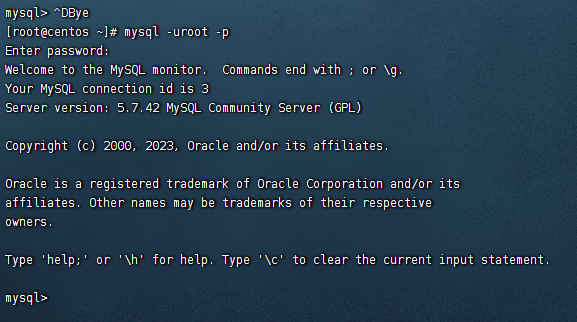 mysql> ^DBye
[root@centos ~]# mysql -uroot -p
Enter password:
Welcome to the MySQL monitor.  Commands end with ; or \g.
Your MySQL connection id is 3
Server version: 5.7.42 MySQL Community Server (GPL)
Copyright (c) 2000, 2023, Oracle and/or its affiliates.
Oracle is a registered trademark of Oracle Corporation and/or its
affiliates. Other names may be trademarks of their respective
owners.
Type 'help;' or '\h' for help. Type '\c' to clear the current input statement.
mysql>